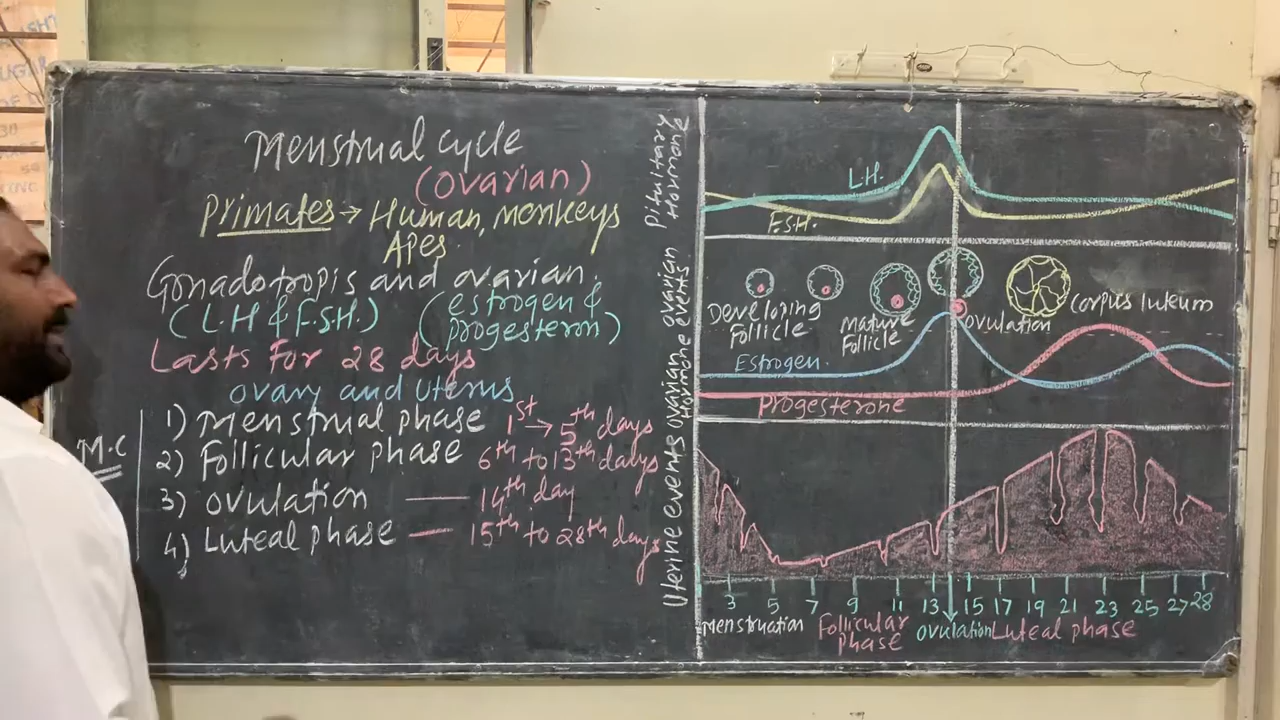 Menstrual Cycle
(Ovarian)
Primates → Human, monkeys
Apes.
Gonadotropis and ovarian.
(L.H & F.S.H.) (estrogen &
progesteron)
Lasts for 28 days
Ovary and Uterus
M.C
1) Menstrual phase 1st → 5th days
2) Follicular phase 6th to 13th days
3) Ovulation — 14th day
4) Luteal phase — 15th to 28th days
Pituitary
Hormone
ovarian
events
ovarian
Hormone
Uterine events
L.H.
F.S.H.
Developing
Follicle
Mature
Follicle
Ovulation
Corpus luteum
Estrogen.
Progesterone
3 5 7 9 11 13 15 17 19 21 23 25 27 28
Menstruation Follicular
Phase
Ovulation Luteal phase